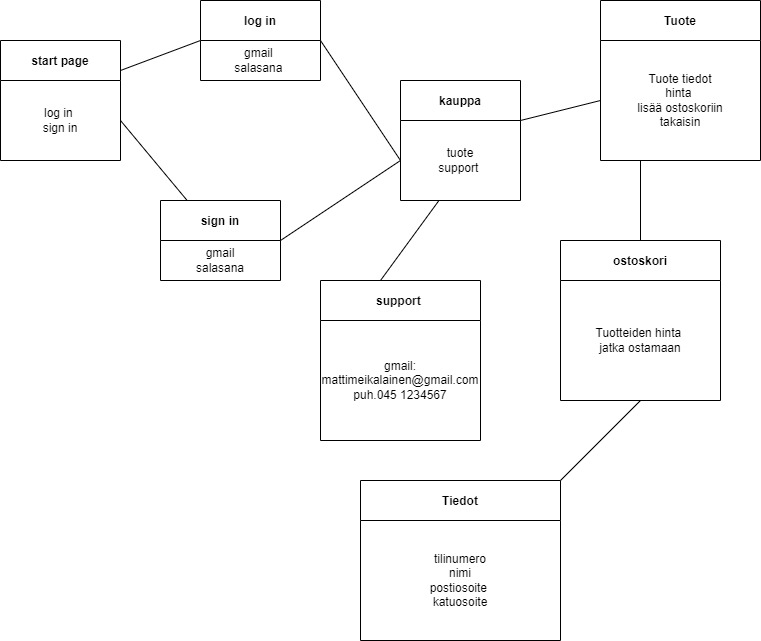 start page
log in
sign in
log in
gmail
salasana
sign in
gmail
salasana
kauppa
tuote
support
support
gmail:
mattimeikalainen@gmail.com
puh.045 1234567
Tuote
Tuote tiedot
hinta
lisää ostoskoriin
takaisin
ostoskori
Tuotteiden hinta
jatka ostamaan
Tiedot
tilinumero
nimi
postiosoite
katuosoite